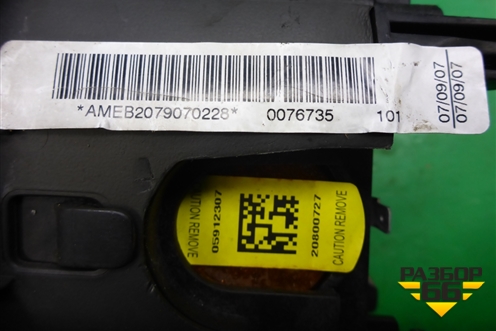 *AMEB2079070228* 0076735 101
07/09/07
07/09/07
CAUTION REMOVE
05912307
20800727
CAUTION REMOVE
РАЗБОР
66